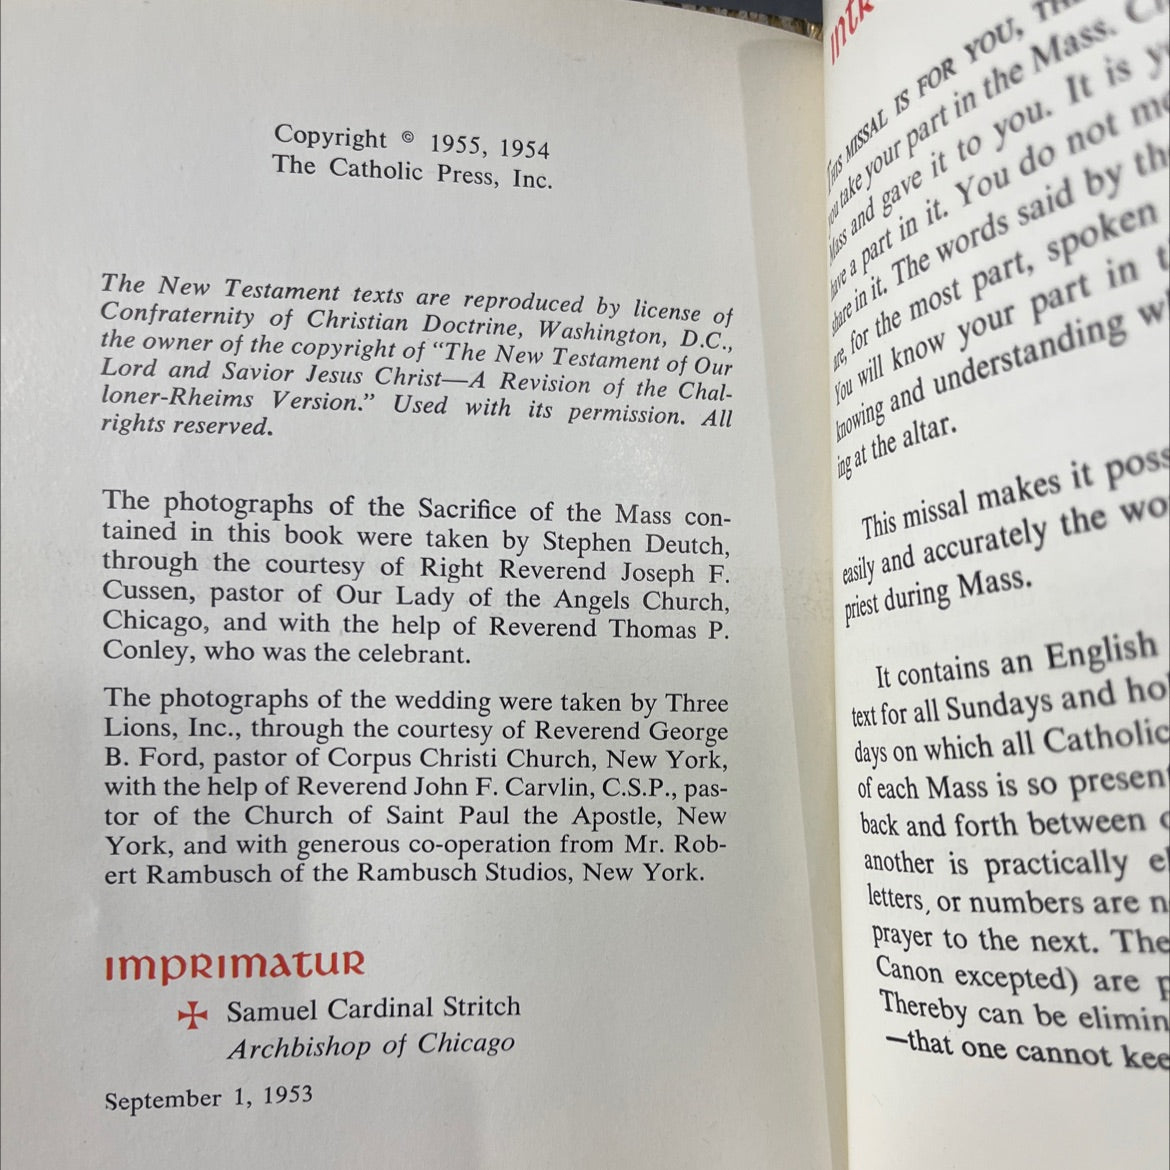 Copyright © 1955, 1954
The Catholic Press, Inc.
The New Testament texts are reproduced by license of
Confraternity of Christian Doctrine, Washington, D.C.,
the owner of the copyright of “The New Testament of Our
Lord and Savior Jesus Christ—A Revision of the Chal-
loner-Rheims Version.” Used with its permission. All
rights reserved.
The photographs of the Sacrifice of the Mass con-
tained in this book were taken by Stephen Deutch,
through the courtesy of Right Reverend Joseph F.
Cussen, pastor of Our Lady of the Angels Church,
Chicago, and with the help of Reverend Thomas P.
Conley, who was the celebrant.
The photographs of the wedding were taken by Three
Lions, Inc., through the courtesy of Reverend George
B. Ford, pastor of Corpus Christi Church, New York,
with the help of Reverend John F. Carvlin, C.S.P., pas-
tor of the Church of Saint Paul the Apostle, New
York, and with generous co-operation from Mr. Rob-
ert Rambusch of the Rambusch Studios, New York.
Imprimatur
✠ Samuel Cardinal Stritch
Archbishop of Chicago
September 1, 1953
THIS MISSAL IS FOR YOU,
you take your part in the Mass.
Mass and gave it to you. It is
have a part in it. You do not
share in it. The words said by
are, for the most part, spoken
You will know your part in
knowing and understanding
ing at the altar.
This missal makes it poss
easily and accurately the wo
priest during Mass.
It contains an English
text for all Sundays and ho
days on which all Catholic
of each Mass is so present
back and forth between
another is practically el
letters, or numbers are n
prayer to the next. The
Canon excepted) are p
Thereby can be elimin
—that one cannot kee